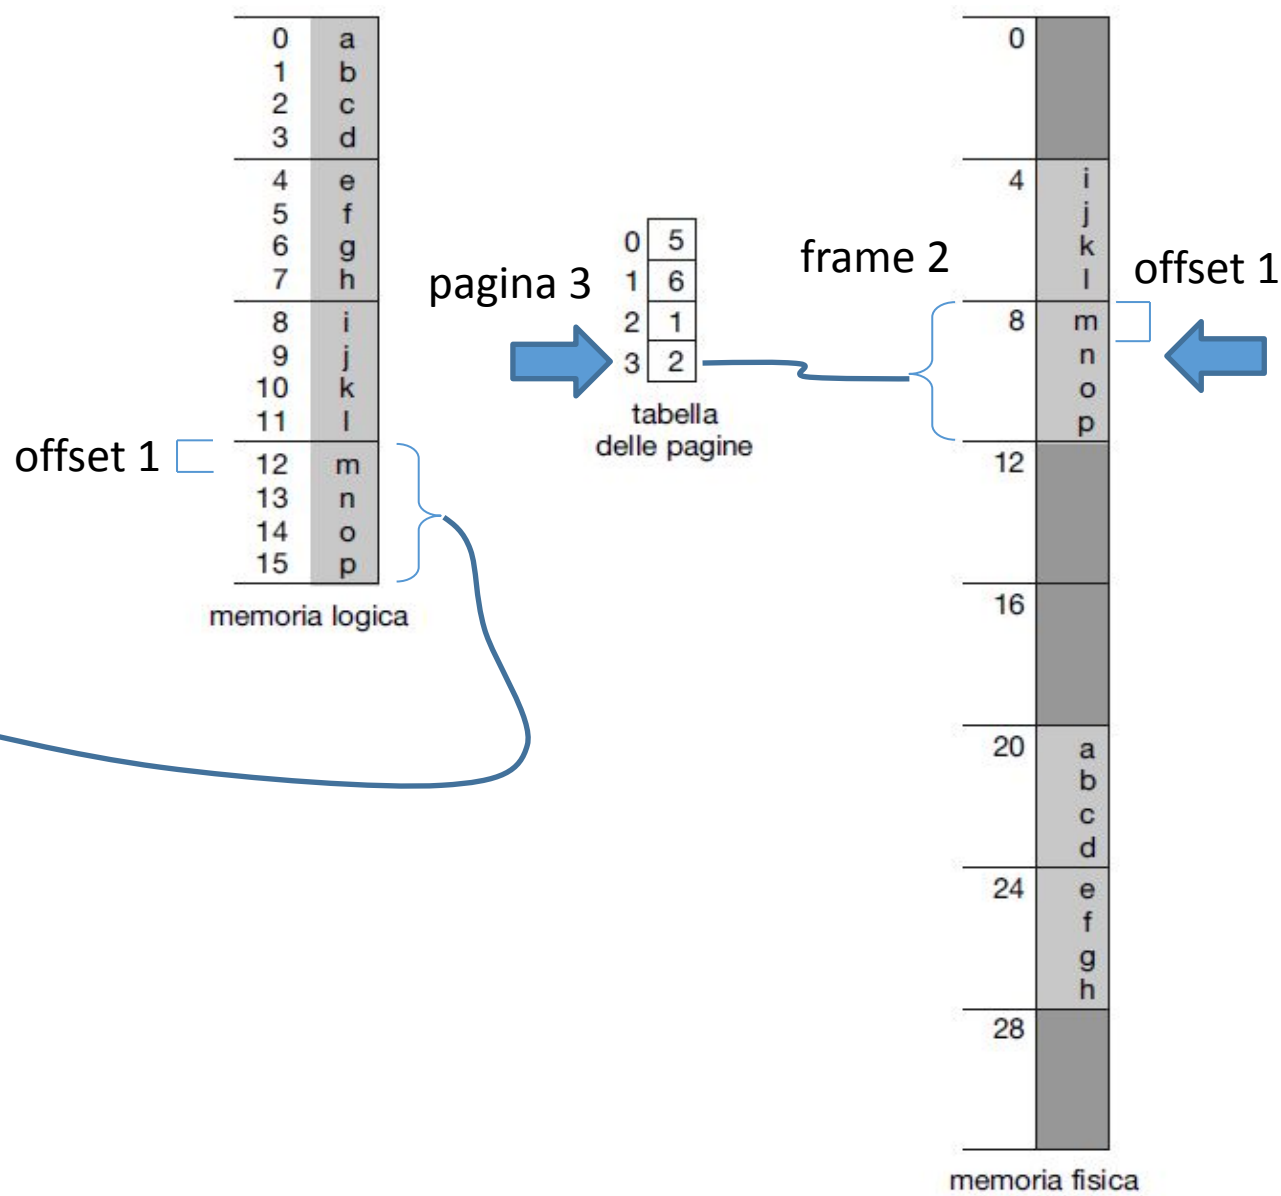 0 a
1 b
2 c
3 d
4 e
5 f
6 g
7 h
8 i
9 j
10 k
11 l
12 m
13 n
14 o
15 p
memoria logica
offset 1
pagina 3
0 5
1 6
2 1
3 2
tabella
delle pagine
frame 2
offset 1
0
4 i
j
k
l
8 m
n
o
p
12
16
20 a
b
c
d
24 e
f
g
h
28
memoria fisica